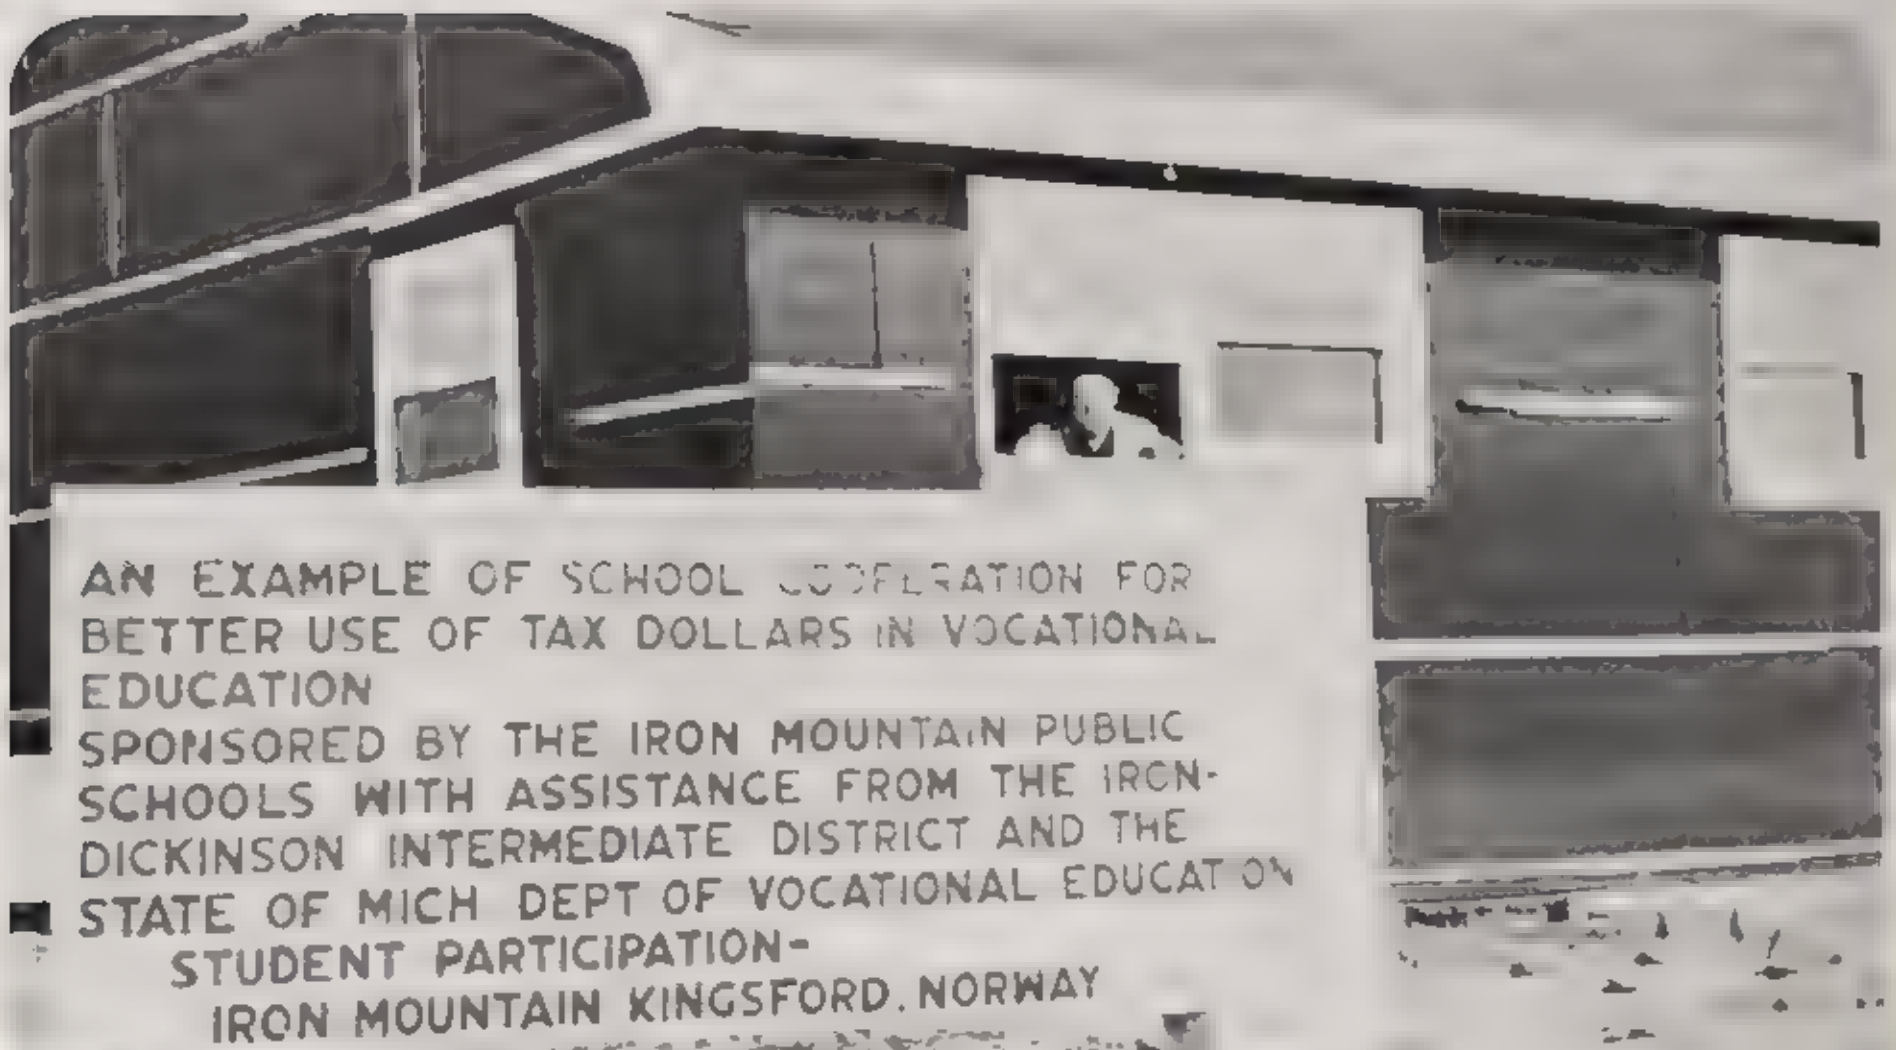 AN EXAMPLE OF SCHOOL COOPERATION FOR
BETTER USE OF TAX DOLLARS IN VOCATIONAL
EDUCATION
SPONSORED BY THE IRON MOUNTAIN PUBLIC
SCHOOLS WITH ASSISTANCE FROM THE IRON-
DICKINSON INTERMEDIATE DISTRICT AND THE
STATE OF MICH DEPT OF VOCATIONAL EDUCATION
STUDENT PARTICIPATION-
IRON MOUNTAIN KINGSFORD, NORWAY